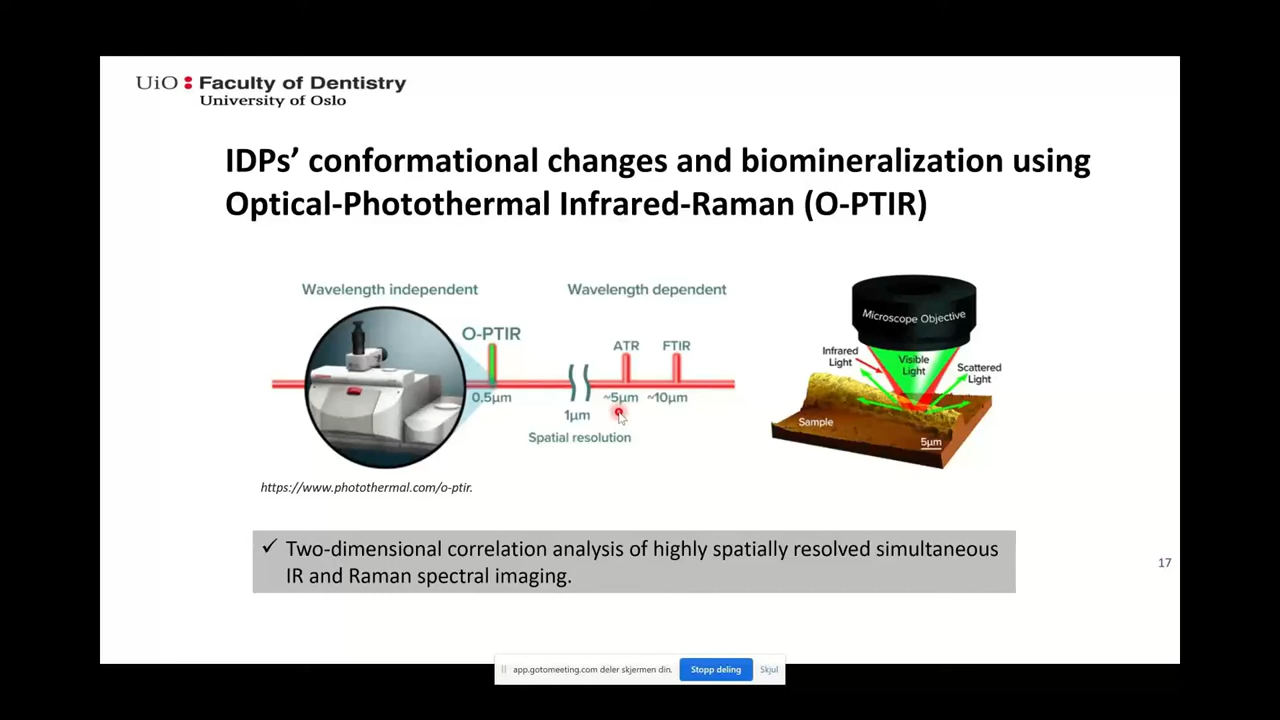 UiO : Faculty of Dentistry
University of Oslo
IDPs’ conformational changes and biomineralization using
Optical-Photothermal Infrared-Raman (O-PTIR)
Wavelength independent
Wavelength dependent
O-PTIR
ATR
FTIR
0.5µm
~5µm
~10µm
1µm
Spatial resolution
Microscope Objective
Infrared
Light
Visible
Light
Scattered
Light
Sample
5µm
https://www.photothermal.com/o-ptir.
✓ Two-dimensional correlation analysis of highly spatially resolved simultaneous
IR and Raman spectral imaging.
17
app.gotomeeting.com deler skjermen din.
Stopp deling
Skjul